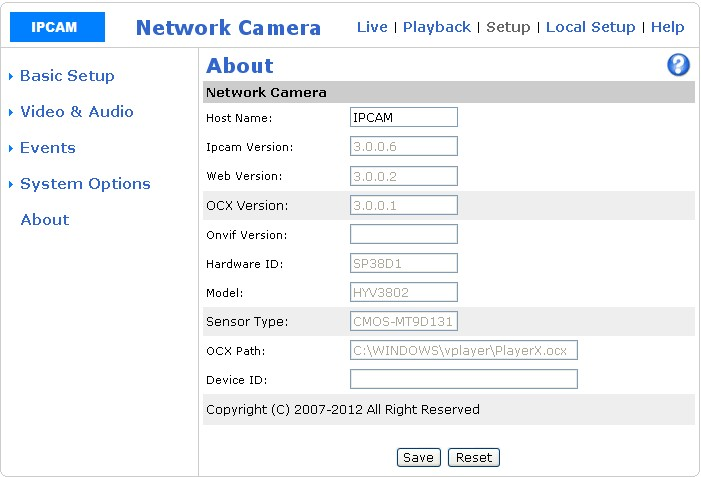 IPCAM Network Camera Live | Playback | Setup | Local Setup | Help
Basic Setup
Video & Audio
Events
System Options
About
About
Network Camera
Host Name: IPCAM
Ipcam Version: 3.0.0.6
Web Version: 3.0.0.2
OCX Version: 3.0.0.1
Onvif Version:
Hardware ID: SP38D1
Model: HYV3802
Sensor Type: CMOS-MT9D131
OCX Path: C:\WINDOWS\vplayer\PlayerX.ocx
Device ID:
Copyright (C) 2007-2012 All Right Reserved
Save Reset